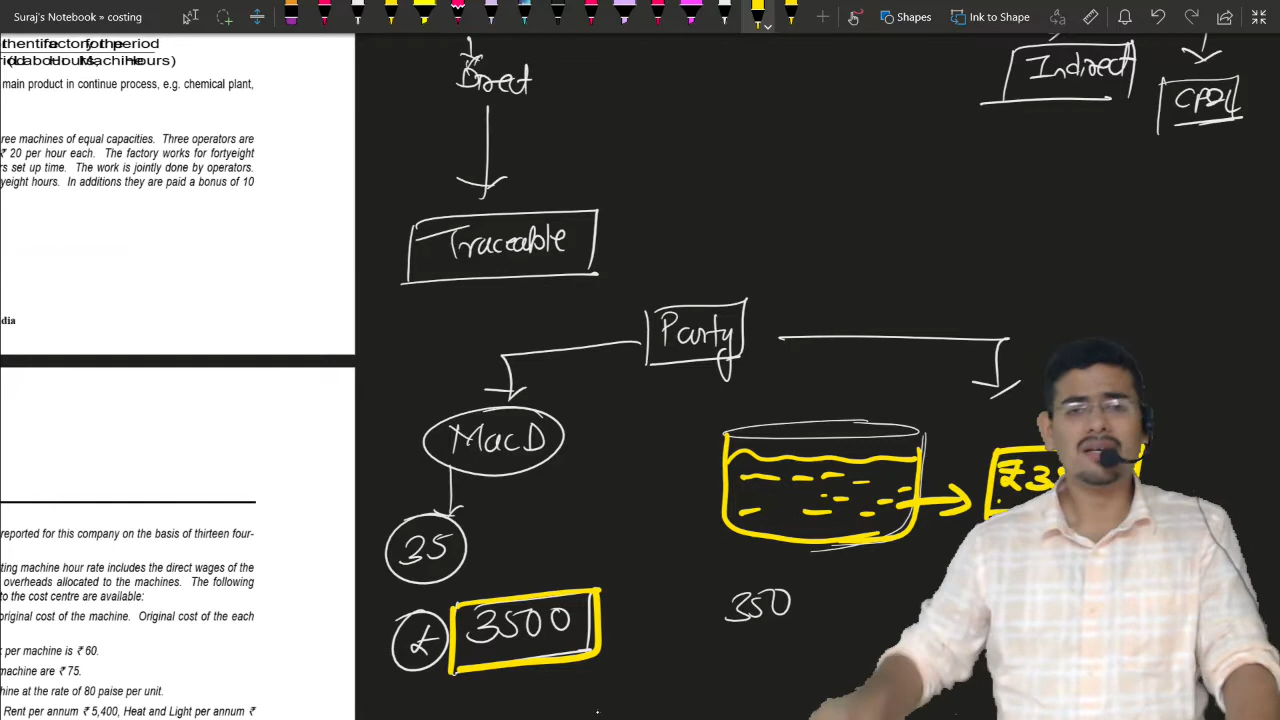 Suraj's Notebook » costing
Shapes
Ink to Shape
main product in continue process, e.g. chemical plant,
ree machines of equal capacities. Three operators are
₹ 20 per hour each. The factory works for fortyeight
rs set up time. The work is jointly done by operators.
yeight hours. In additions they are paid a bonus of 10
dia
reported for this company on the basis of thirteen four-
ting machine hour rate includes the direct wages of the
overheads allocated to the machines. The following
to the cost centre are available:
original cost of the machine. Original cost of the each
per machine is ₹ 60.
machine are ₹ 75.
hine at the rate of 80 paise per unit.
Rent per annum ₹ 5,400, Heat and Light per annum ₹
Direct
Indirect
Traceable
Party
MacD
₹3
35
3500
350